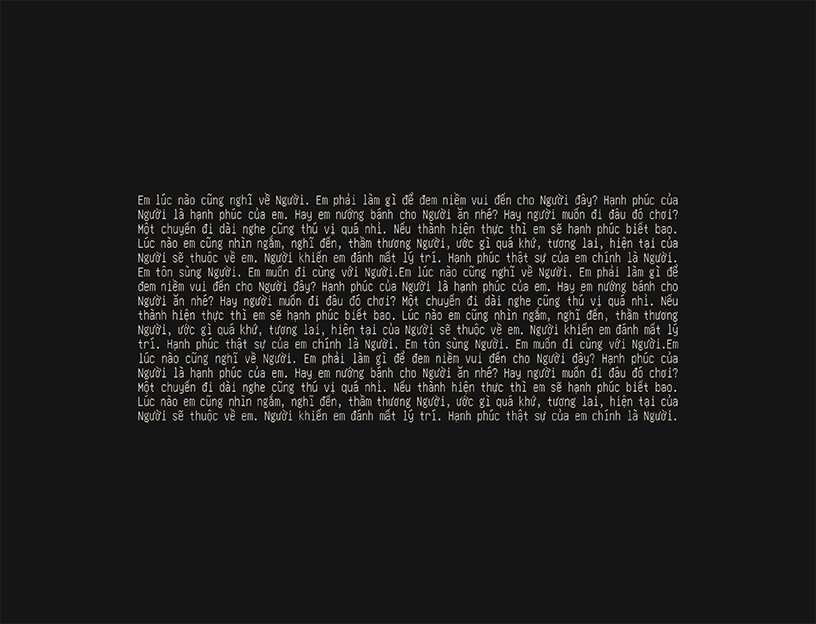 Em lúc nào cũng nghĩ về Người. Em phải làm gì để đem niềm vui đến cho Người đây? Hạnh phúc của
Người là hạnh phúc của em. Hay em nướng bánh cho Người ăn nhé? Hay người muốn đi đâu đó chơi?
Một chuyến đi dài nghe cũng thú vị quá nhỉ. Nếu thành hiện thực thì em sẽ hạnh phúc biết bao.
Lúc nào em cũng nhìn ngắm, nghĩ đến, thầm thương Người, ước gì quá khứ, tương lai, hiện tại của
Người sẽ thuộc về em. Người khiến em đánh mất lý trí. Hạnh phúc thật sự của em chính là Người.
Em tôn sùng Người. Em muốn đi cùng với Người.Em lúc nào cũng nghĩ về Người. Em phải làm gì để
đem niềm vui đến cho Người đây? Hạnh phúc của Người là hạnh phúc của em. Hay em nướng bánh cho
Người ăn nhé? Hay người muốn đi đâu đó chơi? Một chuyến đi dài nghe cũng thú vị quá nhỉ. Nếu
thành hiện thực thì em sẽ hạnh phúc biết bao. Lúc nào em cũng nhìn ngắm, nghĩ đến, thầm thương
Người, ước gì quá khứ, tương lai, hiện tại của Người sẽ thuộc về em. Người khiến em đánh mất lý
trí. Hạnh phúc thật sự của em chính là Người. Em tôn sùng Người. Em muốn đi cùng với Người.Em
lúc nào cũng nghĩ về Người. Em phải làm gì để đem niềm vui đến cho Người đây? Hạnh phúc của
Người là hạnh phúc của em. Hay em nướng bánh cho Người ăn nhé? Hay người muốn đi đâu đó chơi?
Một chuyến đi dài nghe cũng thú vị quá nhỉ. Nếu thành hiện thực thì em sẽ hạnh phúc biết bao.
Lúc nào em cũng nhìn ngắm, nghĩ đến, thầm thương Người, ước gì quá khứ, tương lai, hiện tại của
Người sẽ thuộc về em. Người khiến em đánh mất lý trí. Hạnh phúc thật sự của em chính là Người.